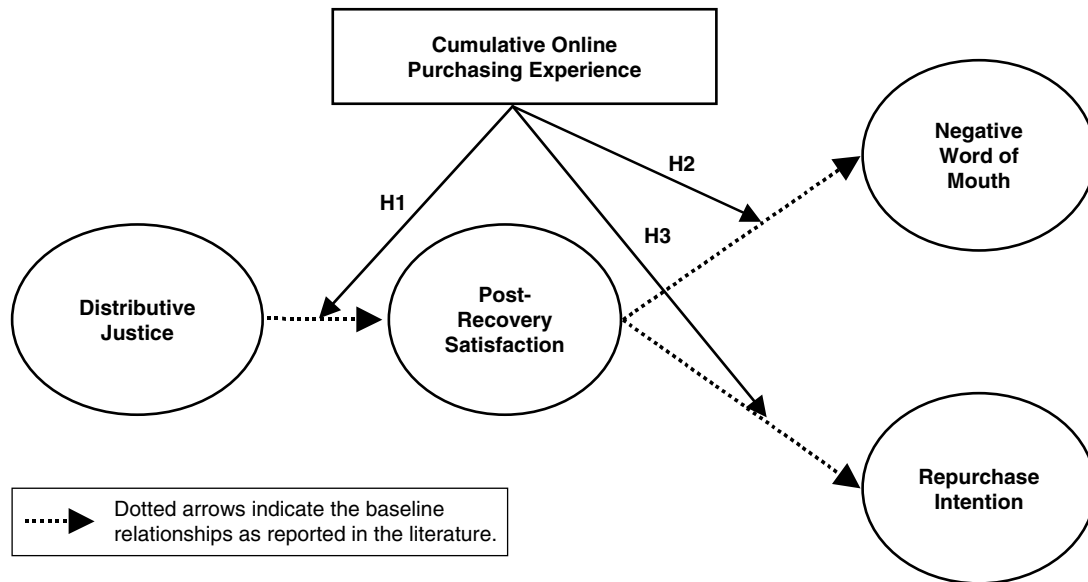 Cumulative Online
Purchasing Experience
Negative
Word of
Mouth
H2
H1
H3
Distributive
Justice
Post-
Recovery
Satisfaction
Repurchase
Intention
Dotted arrows indicate the baseline
relationships as reported in the literature.